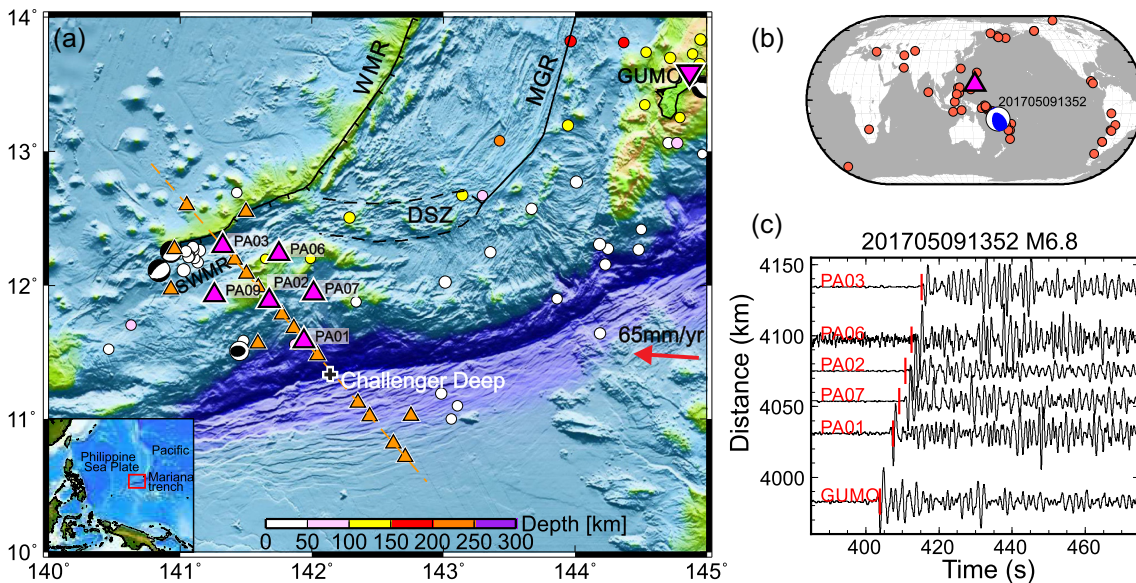 (a)
14˚
13˚
12˚
11˚
10˚
140˚
141˚
142˚
143˚
144˚
145˚
WMR
MGR
GUMO
DSZ
SWMR
PA03
PA06
PA09
PA02
PA07
PA01
65mm/yr
Challenger Deep
Philippine
Sea Plate
Pacific
Mariana
trench
Depth [km]
0 50 100 150 200 250 300
(b)
201705091352
(c)
201705091352 M6.8
Distance (km)
4150
4100
4050
4000
PA03
PA06
PA02
PA07
PA01
GUMO
400 420 440 460
Time (s)